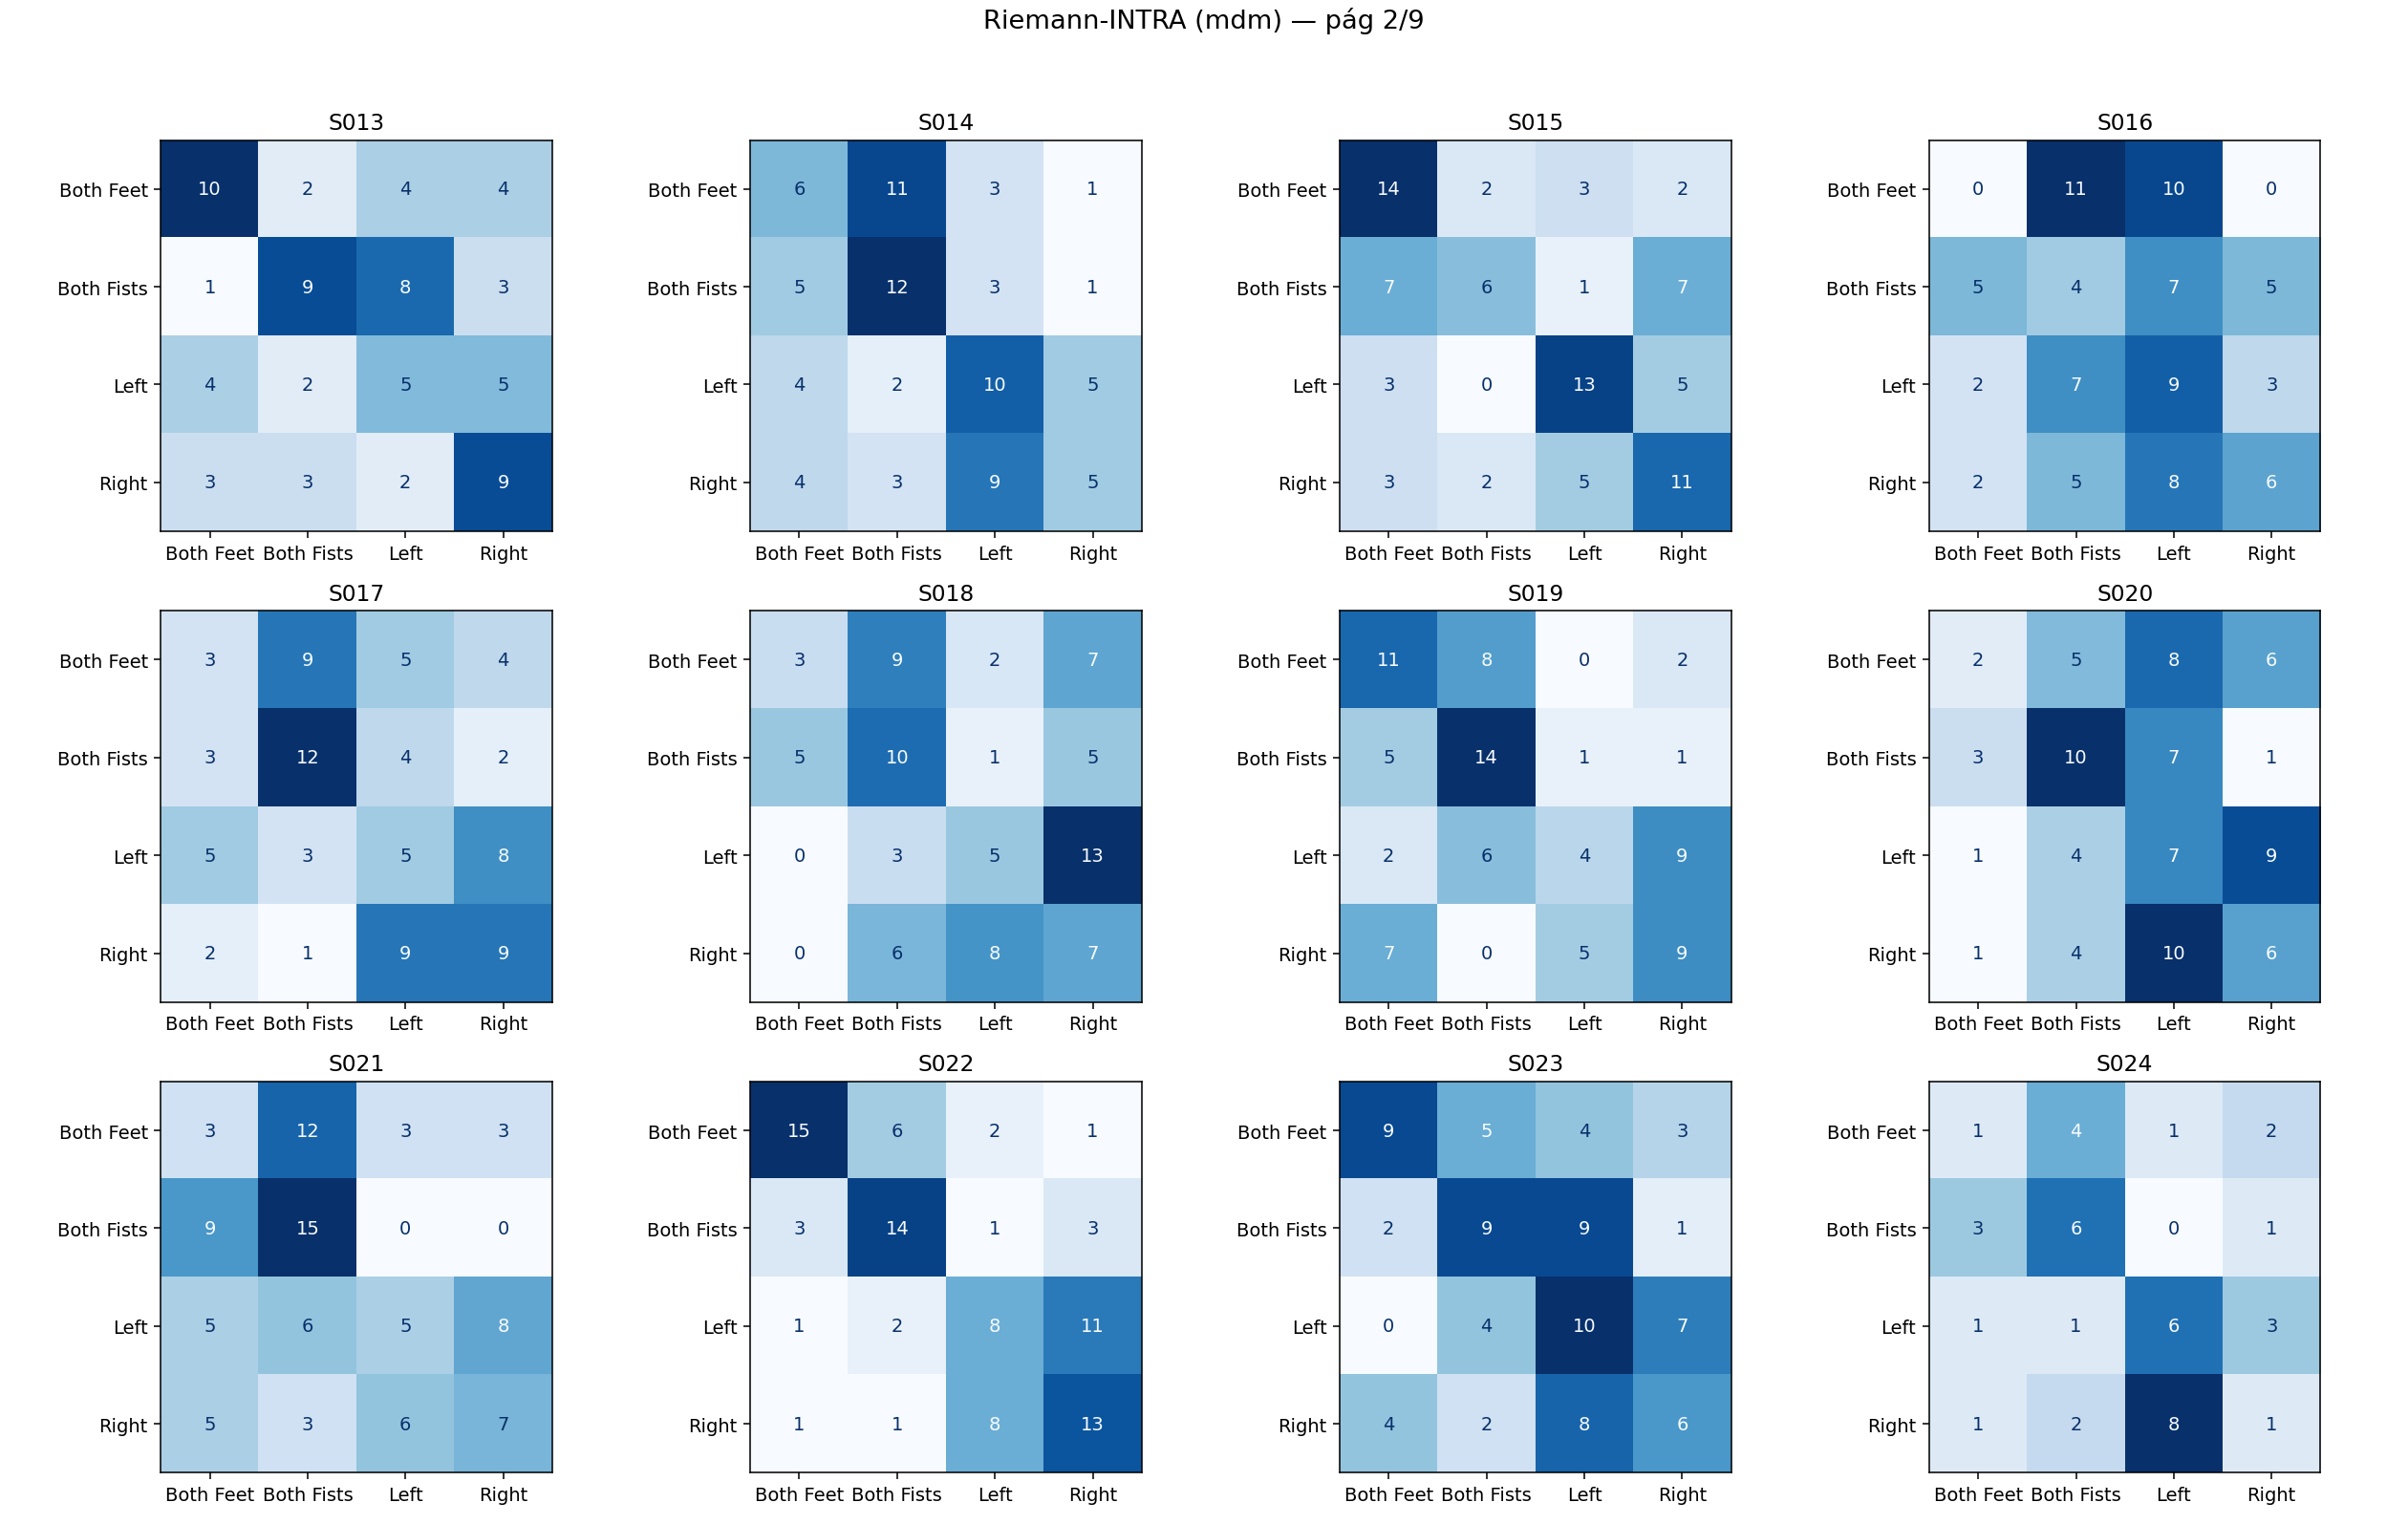 Riemann-INTRA (mdm) — pág 2/9
S013 S014 S015 S016
Both Feet 10 2 4 4 Both Feet 6 11 3 1 Both Feet 14 2 3 2 Both Feet 0 11 10 0
Both Fists 1 9 8 3 Both Fists 5 12 3 1 Both Fists 7 6 1 7 Both Fists 5 4 7 5
Left 4 2 5 5 Left 4 2 10 5 Left 3 0 13 5 Left 2 7 9 3
Right 3 3 2 9 Right 4 3 9 5 Right 3 2 5 11 Right 2 5 8 6
Both Feet Both Fists Left Right Both Feet Both Fists Left Right Both Feet Both Fists Left Right Both Feet Both Fists Left Right
S017 S018 S019 S020
Both Feet 3 9 5 4 Both Feet 3 9 2 7 Both Feet 11 8 0 2 Both Feet 2 5 8 6
Both Fists 3 12 4 2 Both Fists 5 10 1 5 Both Fists 5 14 1 1 Both Fists 3 10 7 1
Left 5 3 5 8 Left 0 3 5 13 Left 2 6 4 9 Left 1 4 7 9
Right 2 1 9 9 Right 0 6 8 7 Right 7 0 5 9 Right 1 4 10 6
Both Feet Both Fists Left Right Both Feet Both Fists Left Right Both Feet Both Fists Left Right Both Feet Both Fists Left Right
S021 S022 S023 S024
Both Feet 3 12 3 3 Both Feet 15 6 2 1 Both Feet 9 5 4 3 Both Feet 1 4 1 2
Both Fists 9 15 0 0 Both Fists 3 14 1 3 Both Fists 2 9 9 1 Both Fists 3 6 0 1
Left 5 6 5 8 Left 1 2 8 11 Left 0 4 10 7 Left 1 1 6 3
Right 5 3 6 7 Right 1 1 8 13 Right 4 2 8 6 Right 1 2 8 1
Both Feet Both Fists Left Right Both Feet Both Fists Left Right Both Feet Both Fists Left Right Both Feet Both Fists Left Right